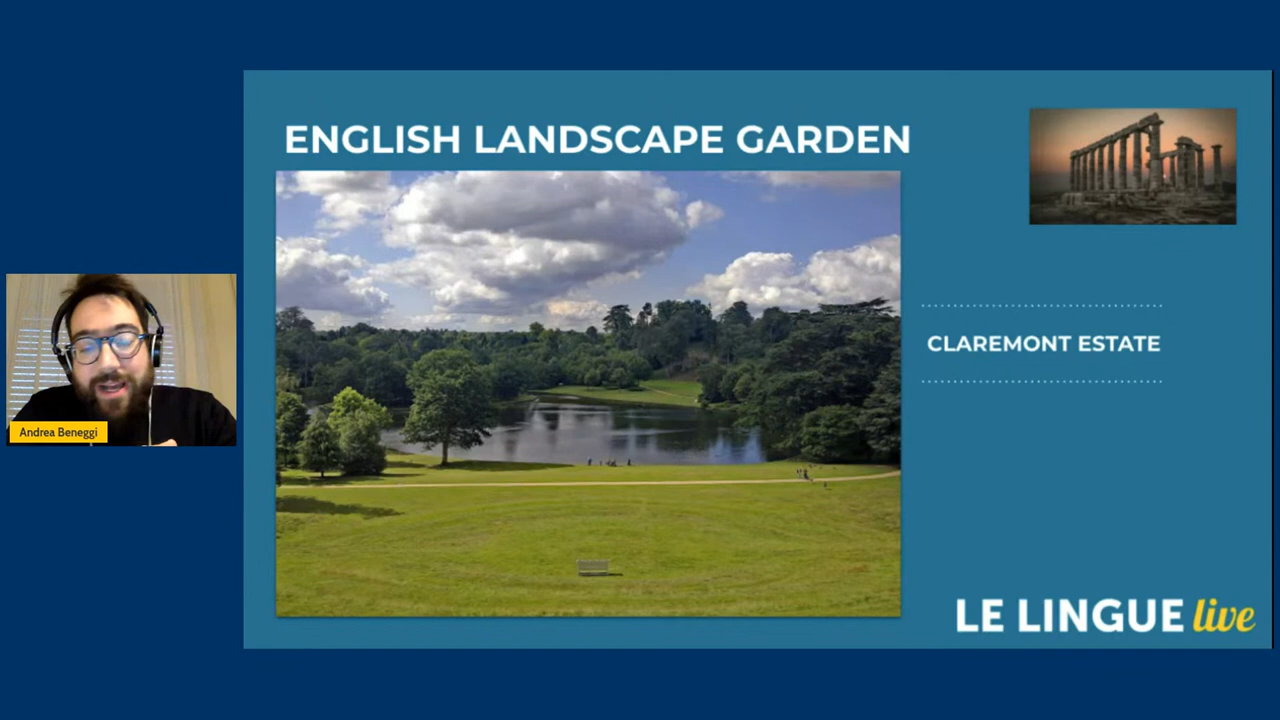 ENGLISH LANDSCAPE GARDEN
CLAREMONT ESTATE
Andrea Beneggi
LE LINGUE live